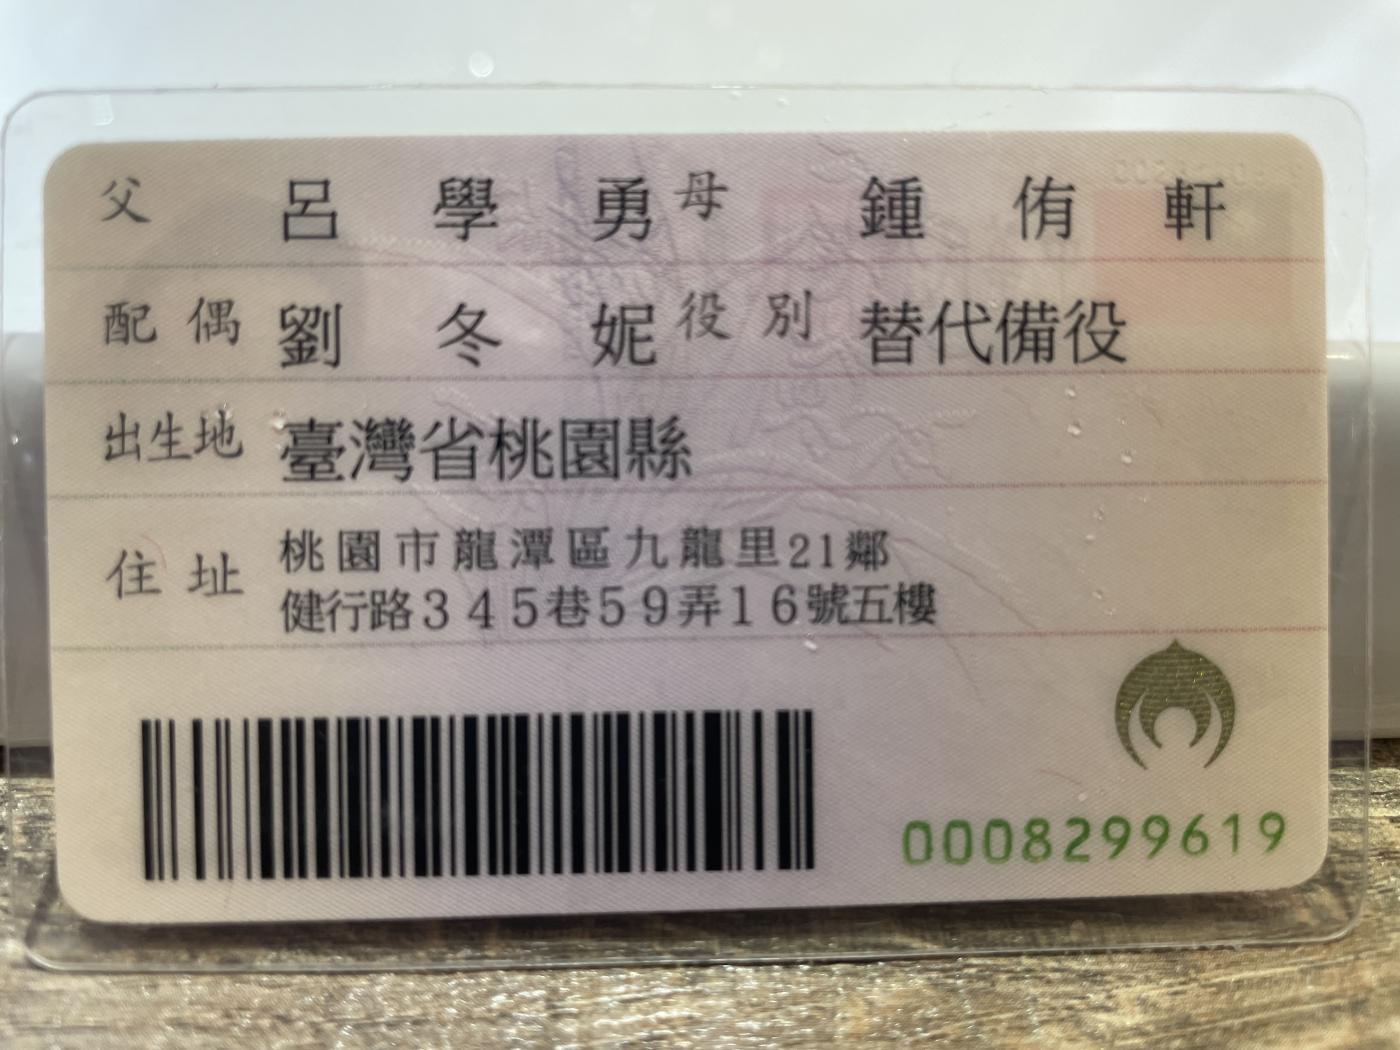 父 呂學勇 母 鍾侑軒
配偶 劉冬妮 役別 替代備役
出生地 臺灣省桃園縣
住址 桃園市龍潭區九龍里21鄰
健行路345巷59弄16號五樓
0008299619